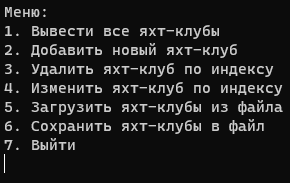 Меню:
1. Вывести все яхт-клубы
2. Добавить новый яхт-клуб
3. Удалить яхт-клуб по индексу
4. Изменить яхт-клуб по индексу
5. Загрузить яхт-клубы из файла
6. Сохранить яхт-клубы в файл
7. Выйти